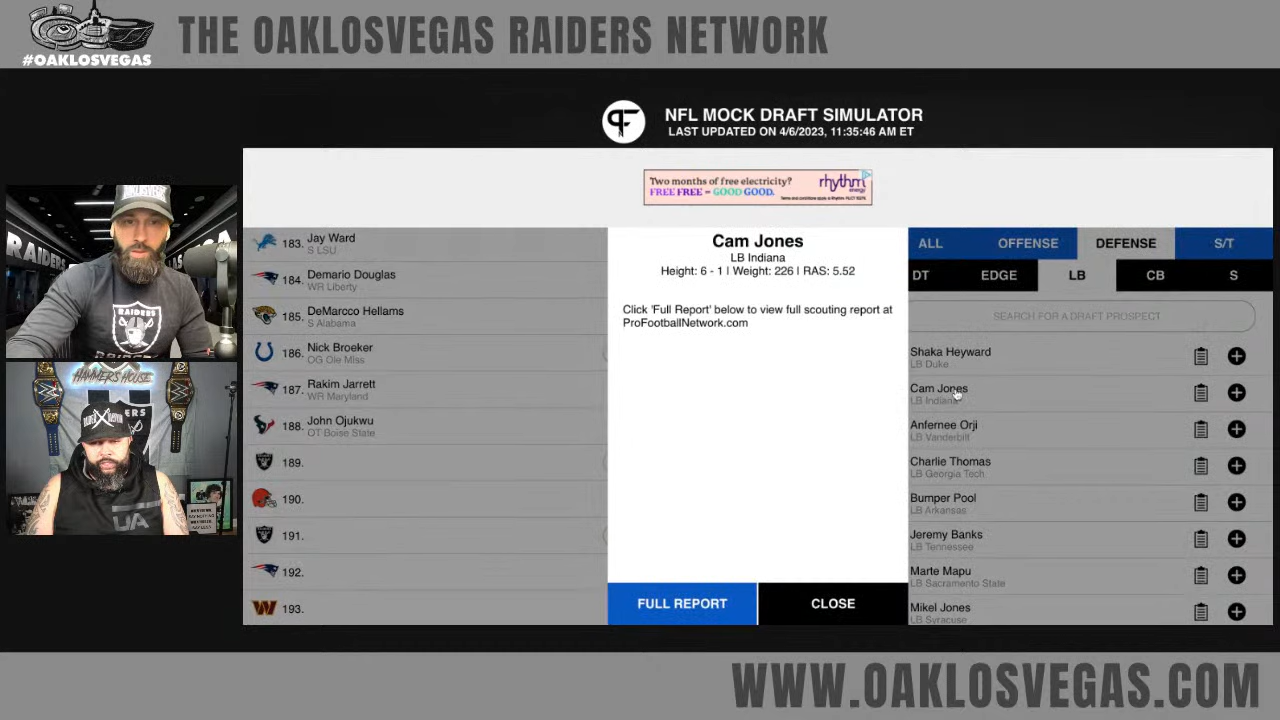 THE OAKLOSVEGAS RAIDERS NETWORK
#OAKLOSVEGAS
NFL MOCK DRAFT SIMULATOR
LAST UPDATED ON 4/6/2023, 11:35:46 AM ET
Two months of free electricity?
FREE FREE = GOOD GOOD.
rhythm
energy
183. Jay Ward
S LSU
184. Demario Douglas
WR Liberty
185. DeMarcco Hellams
S Alabama
186. Nick Broeker
OG Ole Miss
187. Rakim Jarrett
WR Maryland
188. John Ojukwu
OT Boise State
189.
190.
191.
192.
193.
Cam Jones
LB Indiana
Height: 6 - 1 | Weight: 226 | RAS: 5.52
Click 'Full Report' below to view full scouting report at
ProFootballNetwork.com
FULL REPORT
CLOSE
ALL OFFENSE DEFENSE S/T
DT EDGE LB CB S
SEARCH FOR A DRAFT PROSPECT
Shaka Heyward
LB Duke
Cam Jones
LB Indiana
Anfernee Orji
LB Vanderbilt
Charlie Thomas
LB Georgia Tech
Bumper Pool
LB Arkansas
Jeremy Banks
LB Tennessee
Marte Mapu
LB Sacramento State
Mikel Jones
LB Syracuse
RAIDERS
RAIDERS
HAMMERS HOUSE
UA
WWW.OAKLOSVEGAS.COM